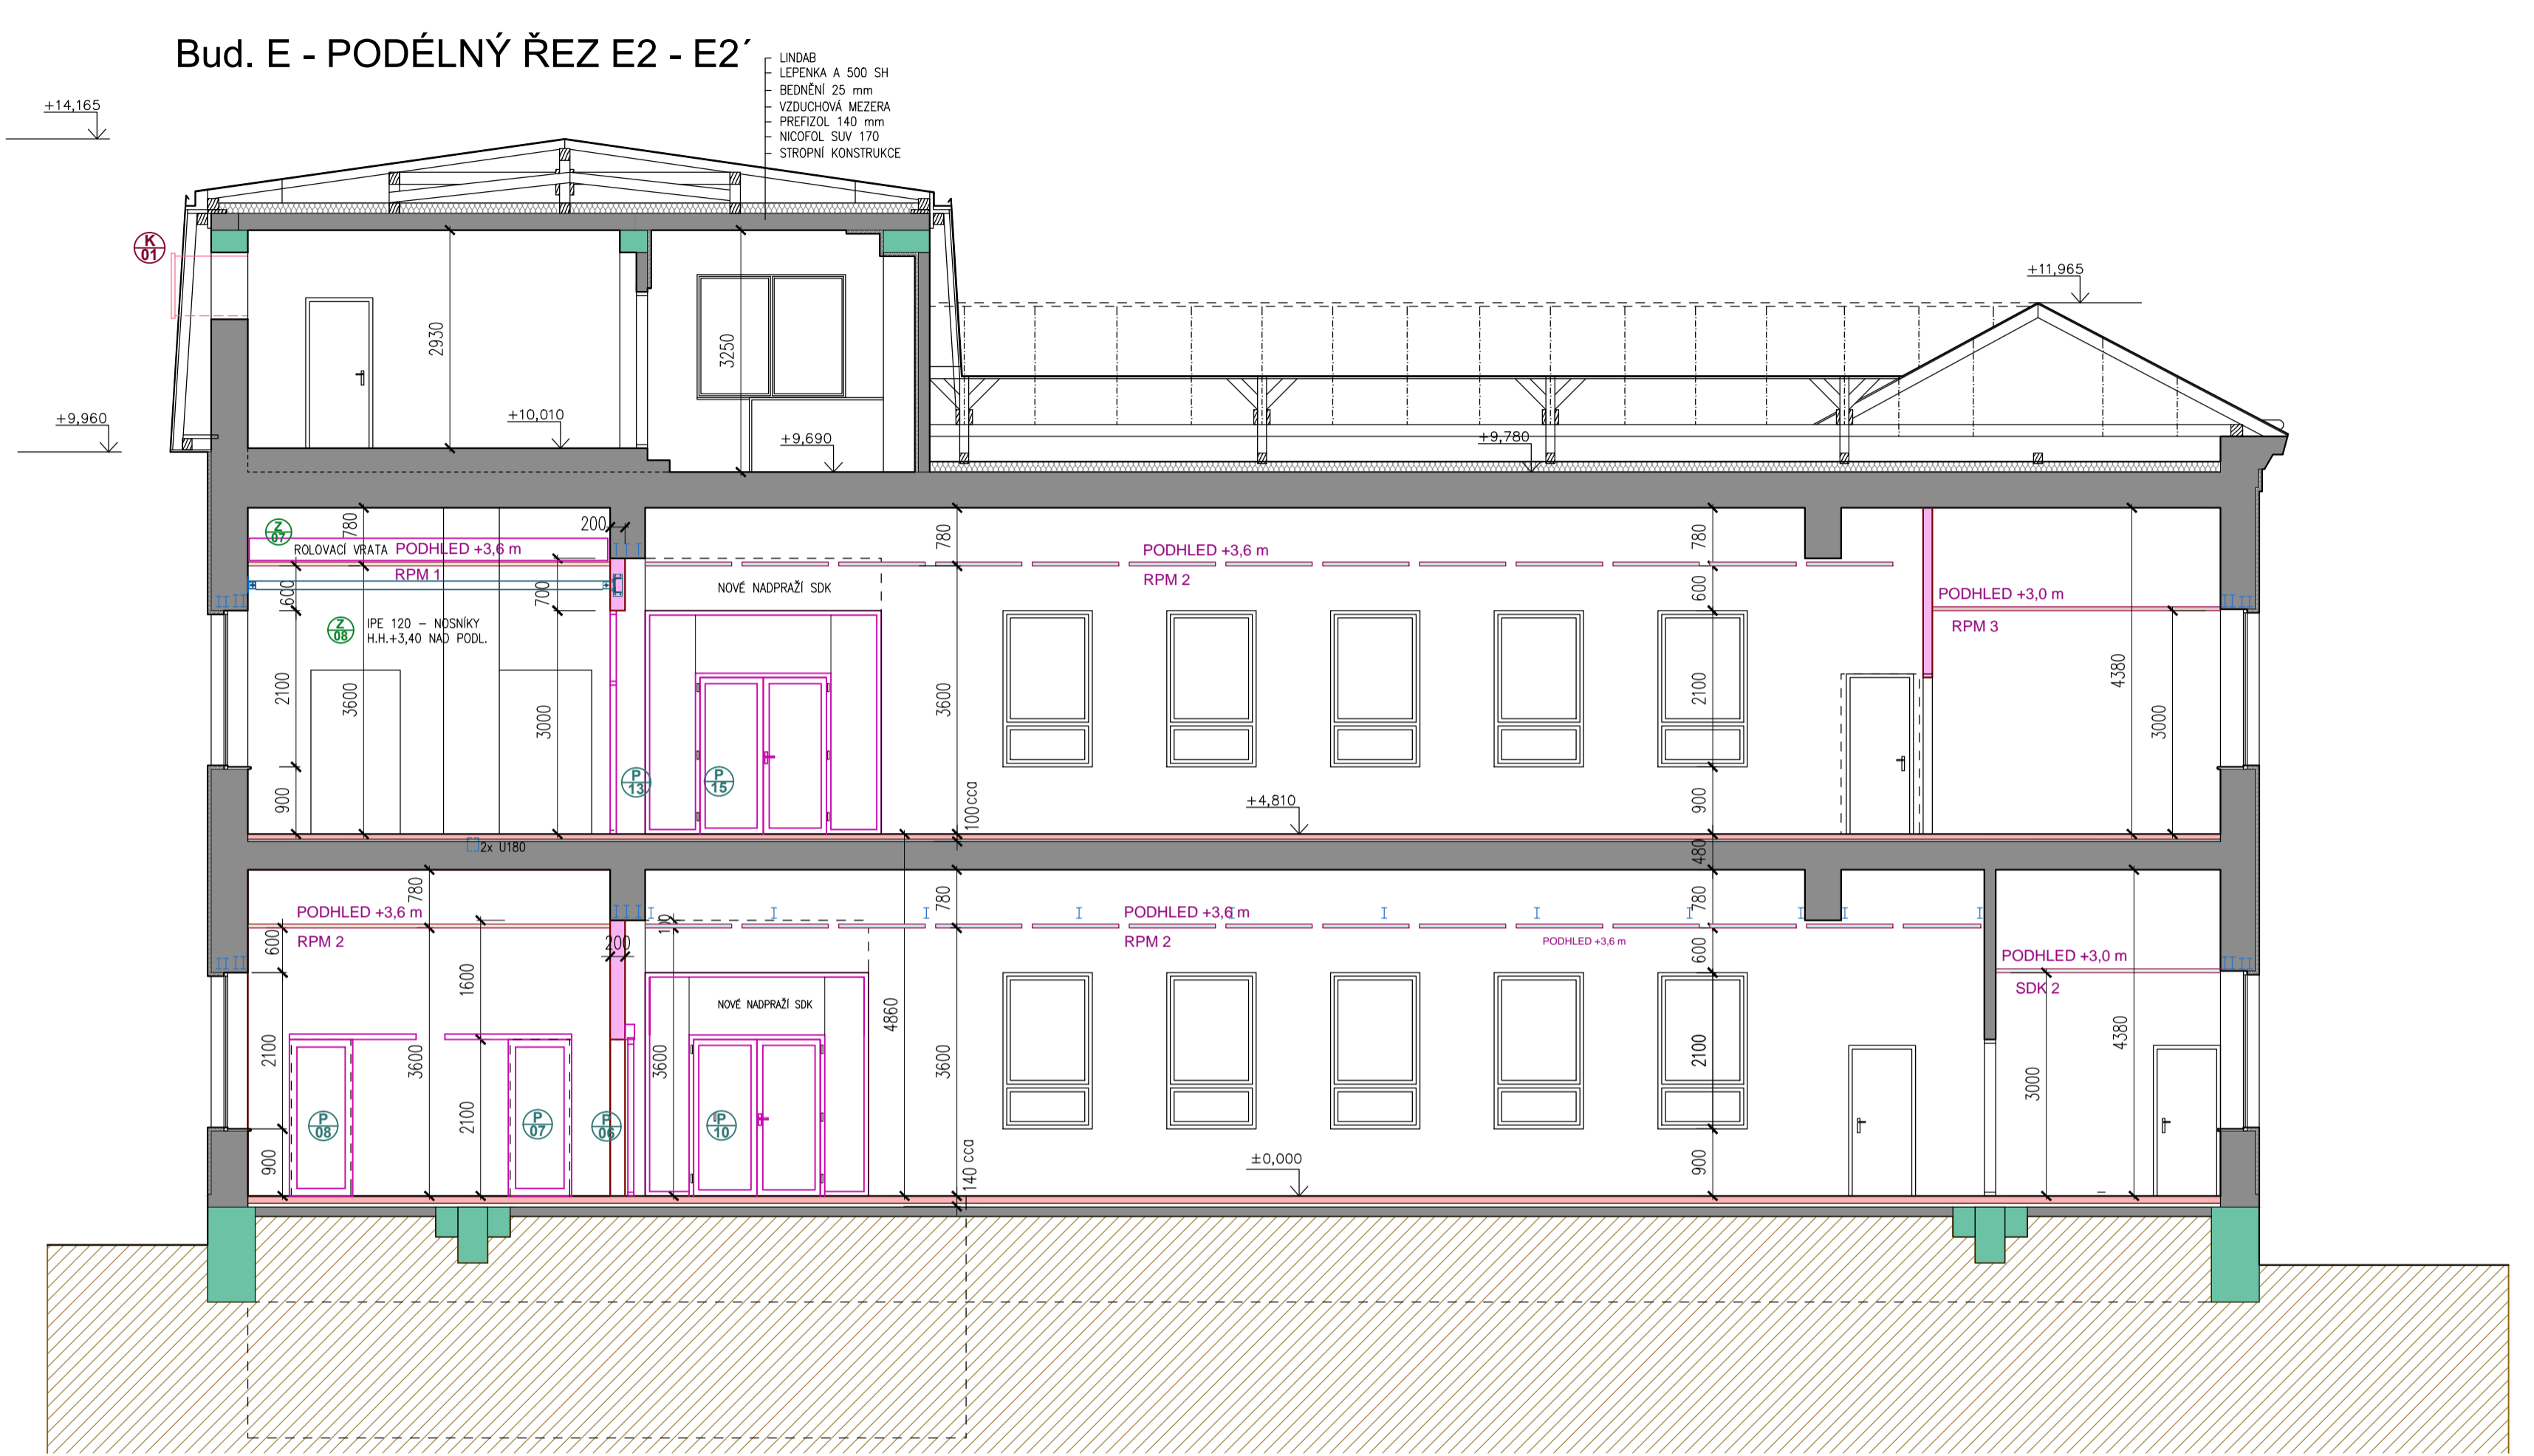 Bud. E - PODÉLNÝ ŘEZ E2 - E2´
LINDAB
LEPENKA A 500 SH
BEDNĚNÍ 25 mm
VZDUCHOVÁ MEZERA
PREFIZOL 140 mm
NICOFOL SUV 170
STROPNÍ KONSTRUKCE
+14,165
K
01
+11,965
2930
3250
+9,960
+10,010
+9,690
+9,780
Z
07
780
200
780
780
ROLOVACÍ VRATA
PODHLED +3,6 m
PODHLED +3,6 m
RPM 1
RPM 2
600
700
NOVÉ NADPRAŽÍ SDK
600
PODHLED +3,0 m
RPM 3
Z
08
IPE 120 – NOSNÍKY
H.H.+3,40 NAD PODL.
2100
3600
3000
3600
2100
4380
3000
P
13
P
15
900
100cca
+4,810
900
2x U180
480
780
100
780
780
PODHLED +3,6 m
PODHLED +3,6 m
RPM 2
200
RPM 2
PODHLED +3,6 m
600
600
PODHLED +3,0 m
SDK 2
1600
NOVÉ NADPRAŽÍ SDK
4860
2100
3600
3600
3600
2100
4380
3000
2100
P
08
P
07
P
06
P
10
900
140 cca
±0,000
900